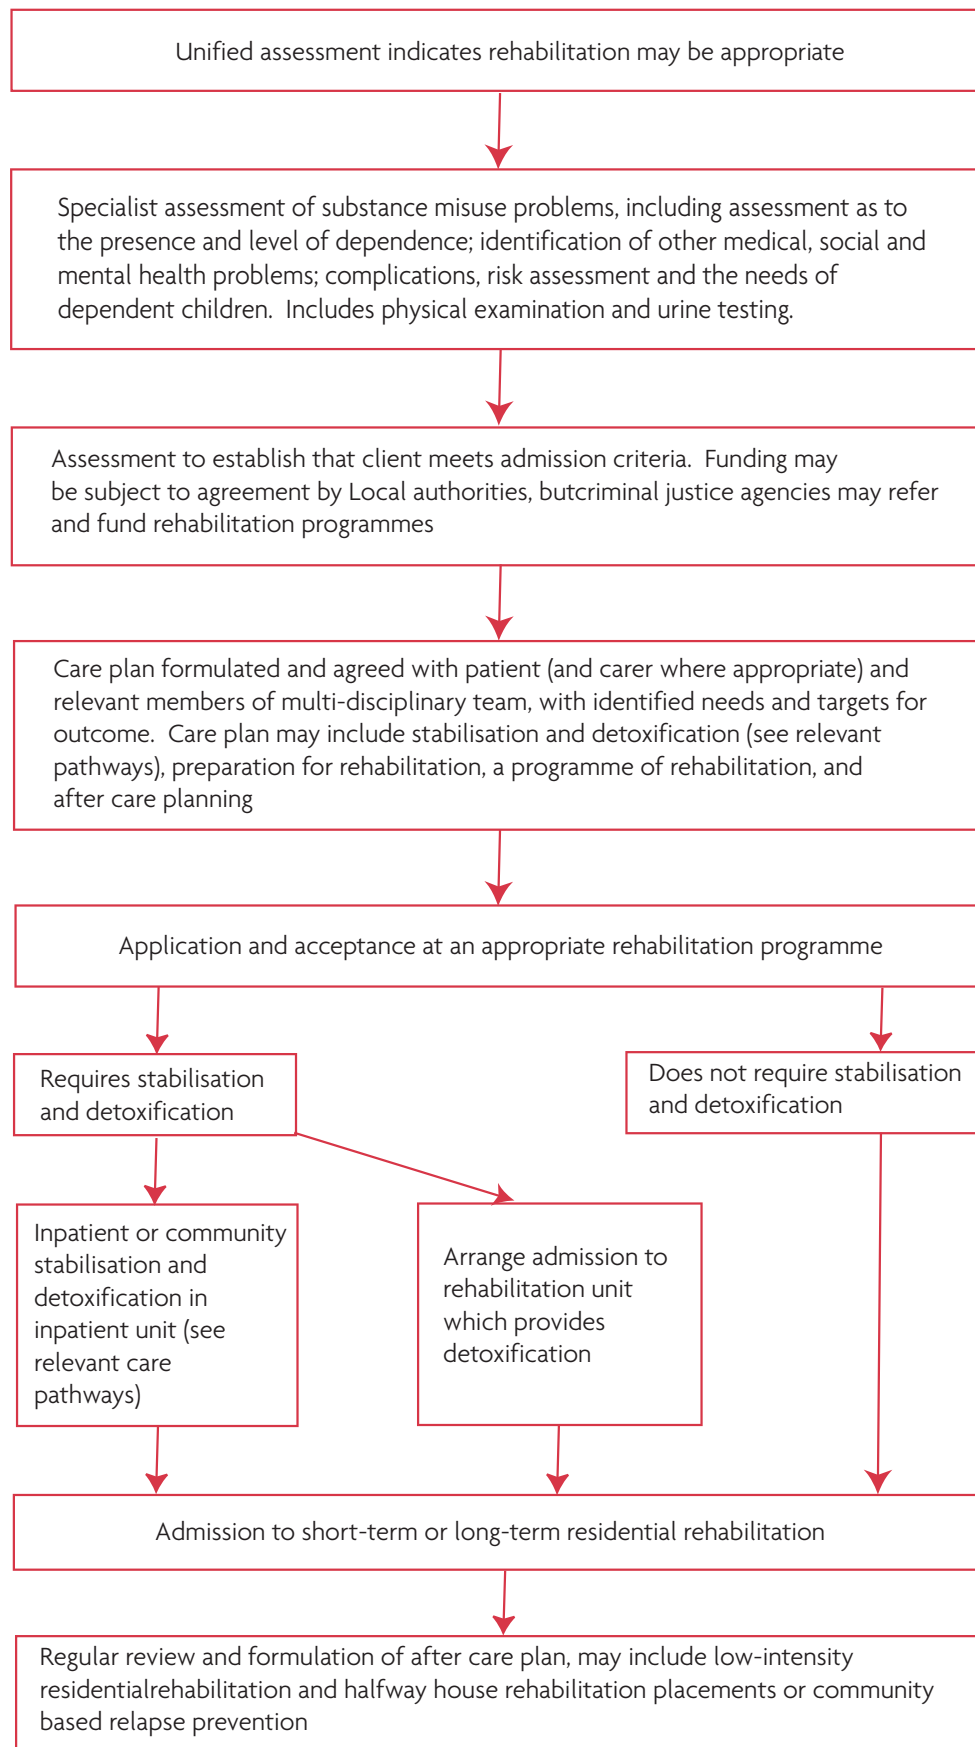 Unified assessment indicates rehabilitation may be appropriate
Specialist assessment of substance misuse problems, including assessment as to
the presence and level of dependence; identification of other medical, social and
mental health problems; complications, risk assessment and the needs of
dependent children.  Includes physical examination and urine testing.
Assessment to establish that client meets admission criteria.  Funding may
be subject to agreement by Local authorities, butcriminal justice agencies may refer
and fund rehabilitation programmes
Care plan formulated and agreed with patient (and carer where appropriate) and
relevant members of multi-disciplinary team, with identified needs and targets for
outcome.  Care plan may include stabilisation and detoxification (see relevant
pathways), preparation for rehabilitation, a programme of rehabilitation, and
after care planning
Application and acceptance at an appropriate rehabilitation programme
Requires stabilisation
and detoxification
Does not require stabilisation
and detoxification
Inpatient or community
stabilisation and
detoxification in
inpatient unit (see
relevant care
pathways)
Arrange admission to
rehabilitation unit
which provides
detoxification
Admission to short-term or long-term residential rehabilitation
Regular review and formulation of after care plan, may include low-intensity
residentialrehabilitation and halfway house rehabilitation placements or community
based relapse prevention